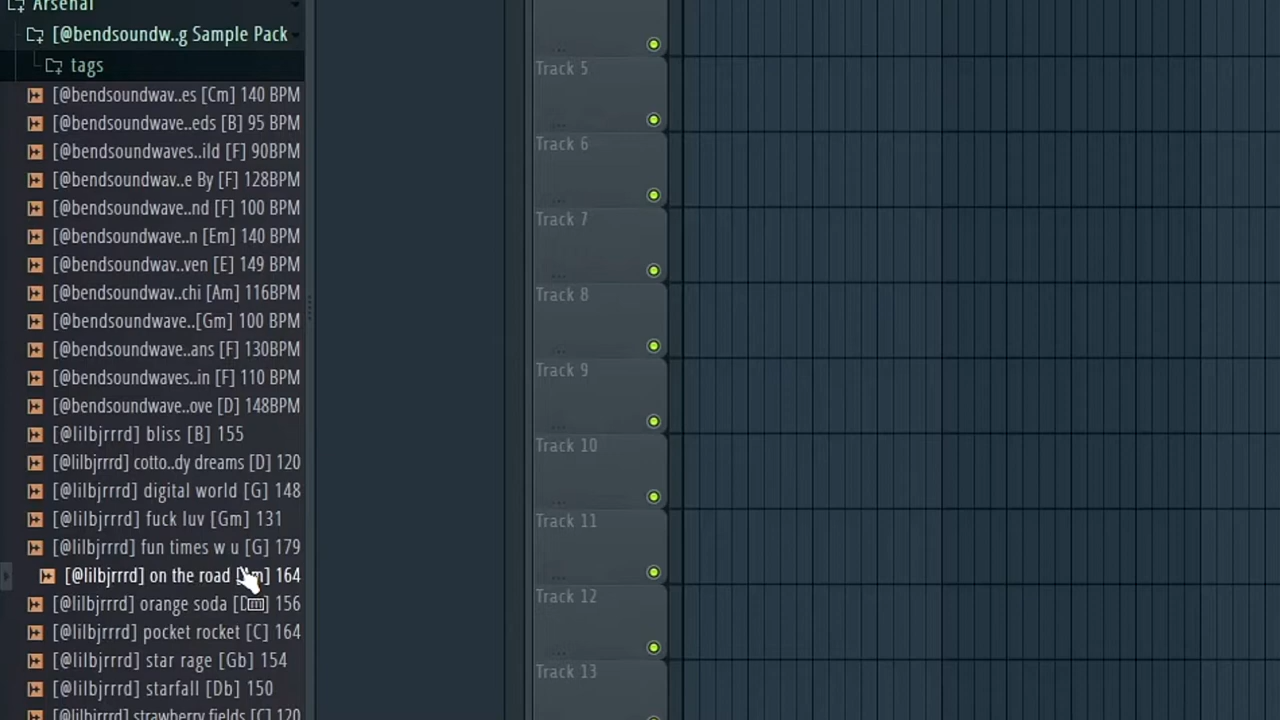 Arsenal
[@bendsoundw..g Sample Pack
tags
[@bendsoundwav..es [Cm] 140 BPM
[@bendsoundwave..eds [B] 95 BPM
[@bendsoundwaves..ild [F] 90BPM
[@bendsoundwav..e By [F] 128BPM
[@bendsoundwave..nd [F] 100 BPM
[@bendsoundwave..n [Em] 140 BPM
[@bendsoundwav..ven [E] 149 BPM
[@bendsoundwav..chi [Am] 116BPM
[@bendsoundwave..[Gm] 100 BPM
[@bendsoundwave..ans [F] 130BPM
[@bendsoundwaves..in [F] 110 BPM
[@bendsoundwave..ove [D] 148BPM
[@lilbjrrrd] bliss [B] 155
[@lilbjrrrd] cotto..dy dreams [D] 120
[@lilbjrrrd] digital world [G] 148
[@lilbjrrrd] fuck luv [Gm] 131
[@lilbjrrrd] fun times w u [G] 179
[@lilbjrrrd] on the road 164
[@lilbjrrrd] orange soda 156
[@lilbjrrrd] pocket rocket [C] 164
[@lilbjrrrd] star rage [Gb] 154
[@lilbjrrrd] starfall [Db] 150
[@lilbjrrrd] strawberry fields [C] 120
Track 5
Track 6
Track 7
Track 8
Track 9
Track 10
Track 11
Track 12
Track 13